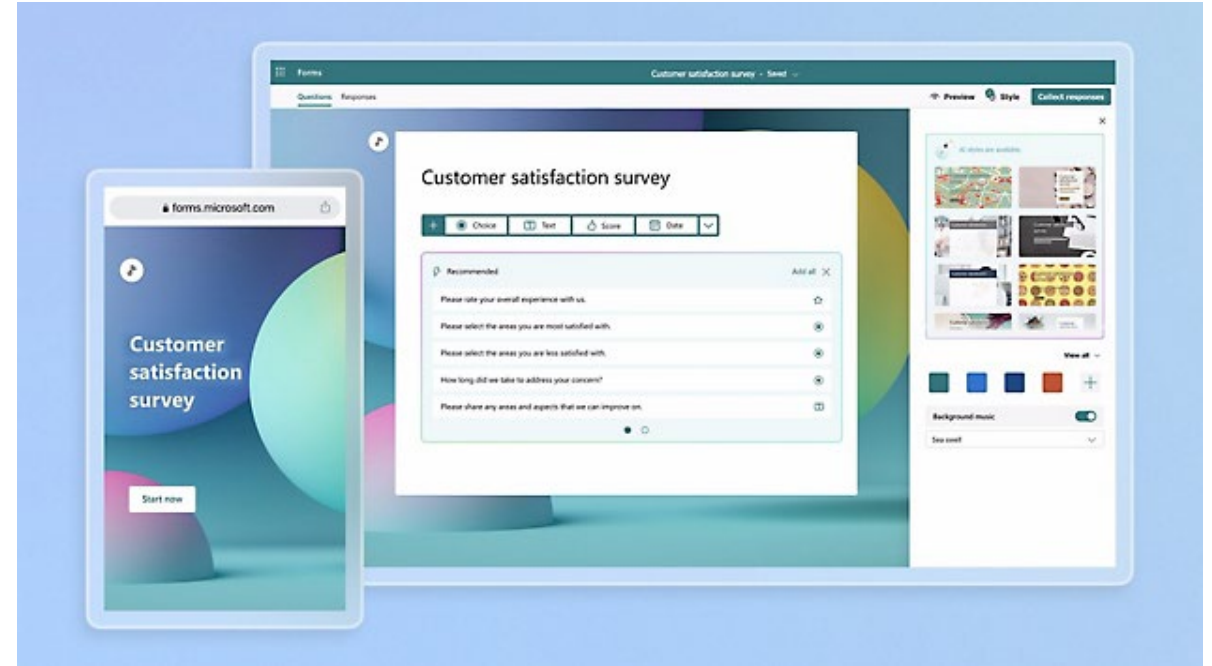 Forms
Customer satisfaction survey - Saved
Questions Responses
Preview Style Collect responses
Customer satisfaction survey
Choice Text Score Date
Recommended Add all
Please rate your overall experience with us.
Please select the areas you are most satisfied with.
Please select the areas you are less satisfied with.
How long did we take to address your concern?
Please share any areas and aspects that we can improve on.
All styles are available
View all
Background music
Sea swell
forms.microsoft.com
Customer
satisfaction
survey
Start now